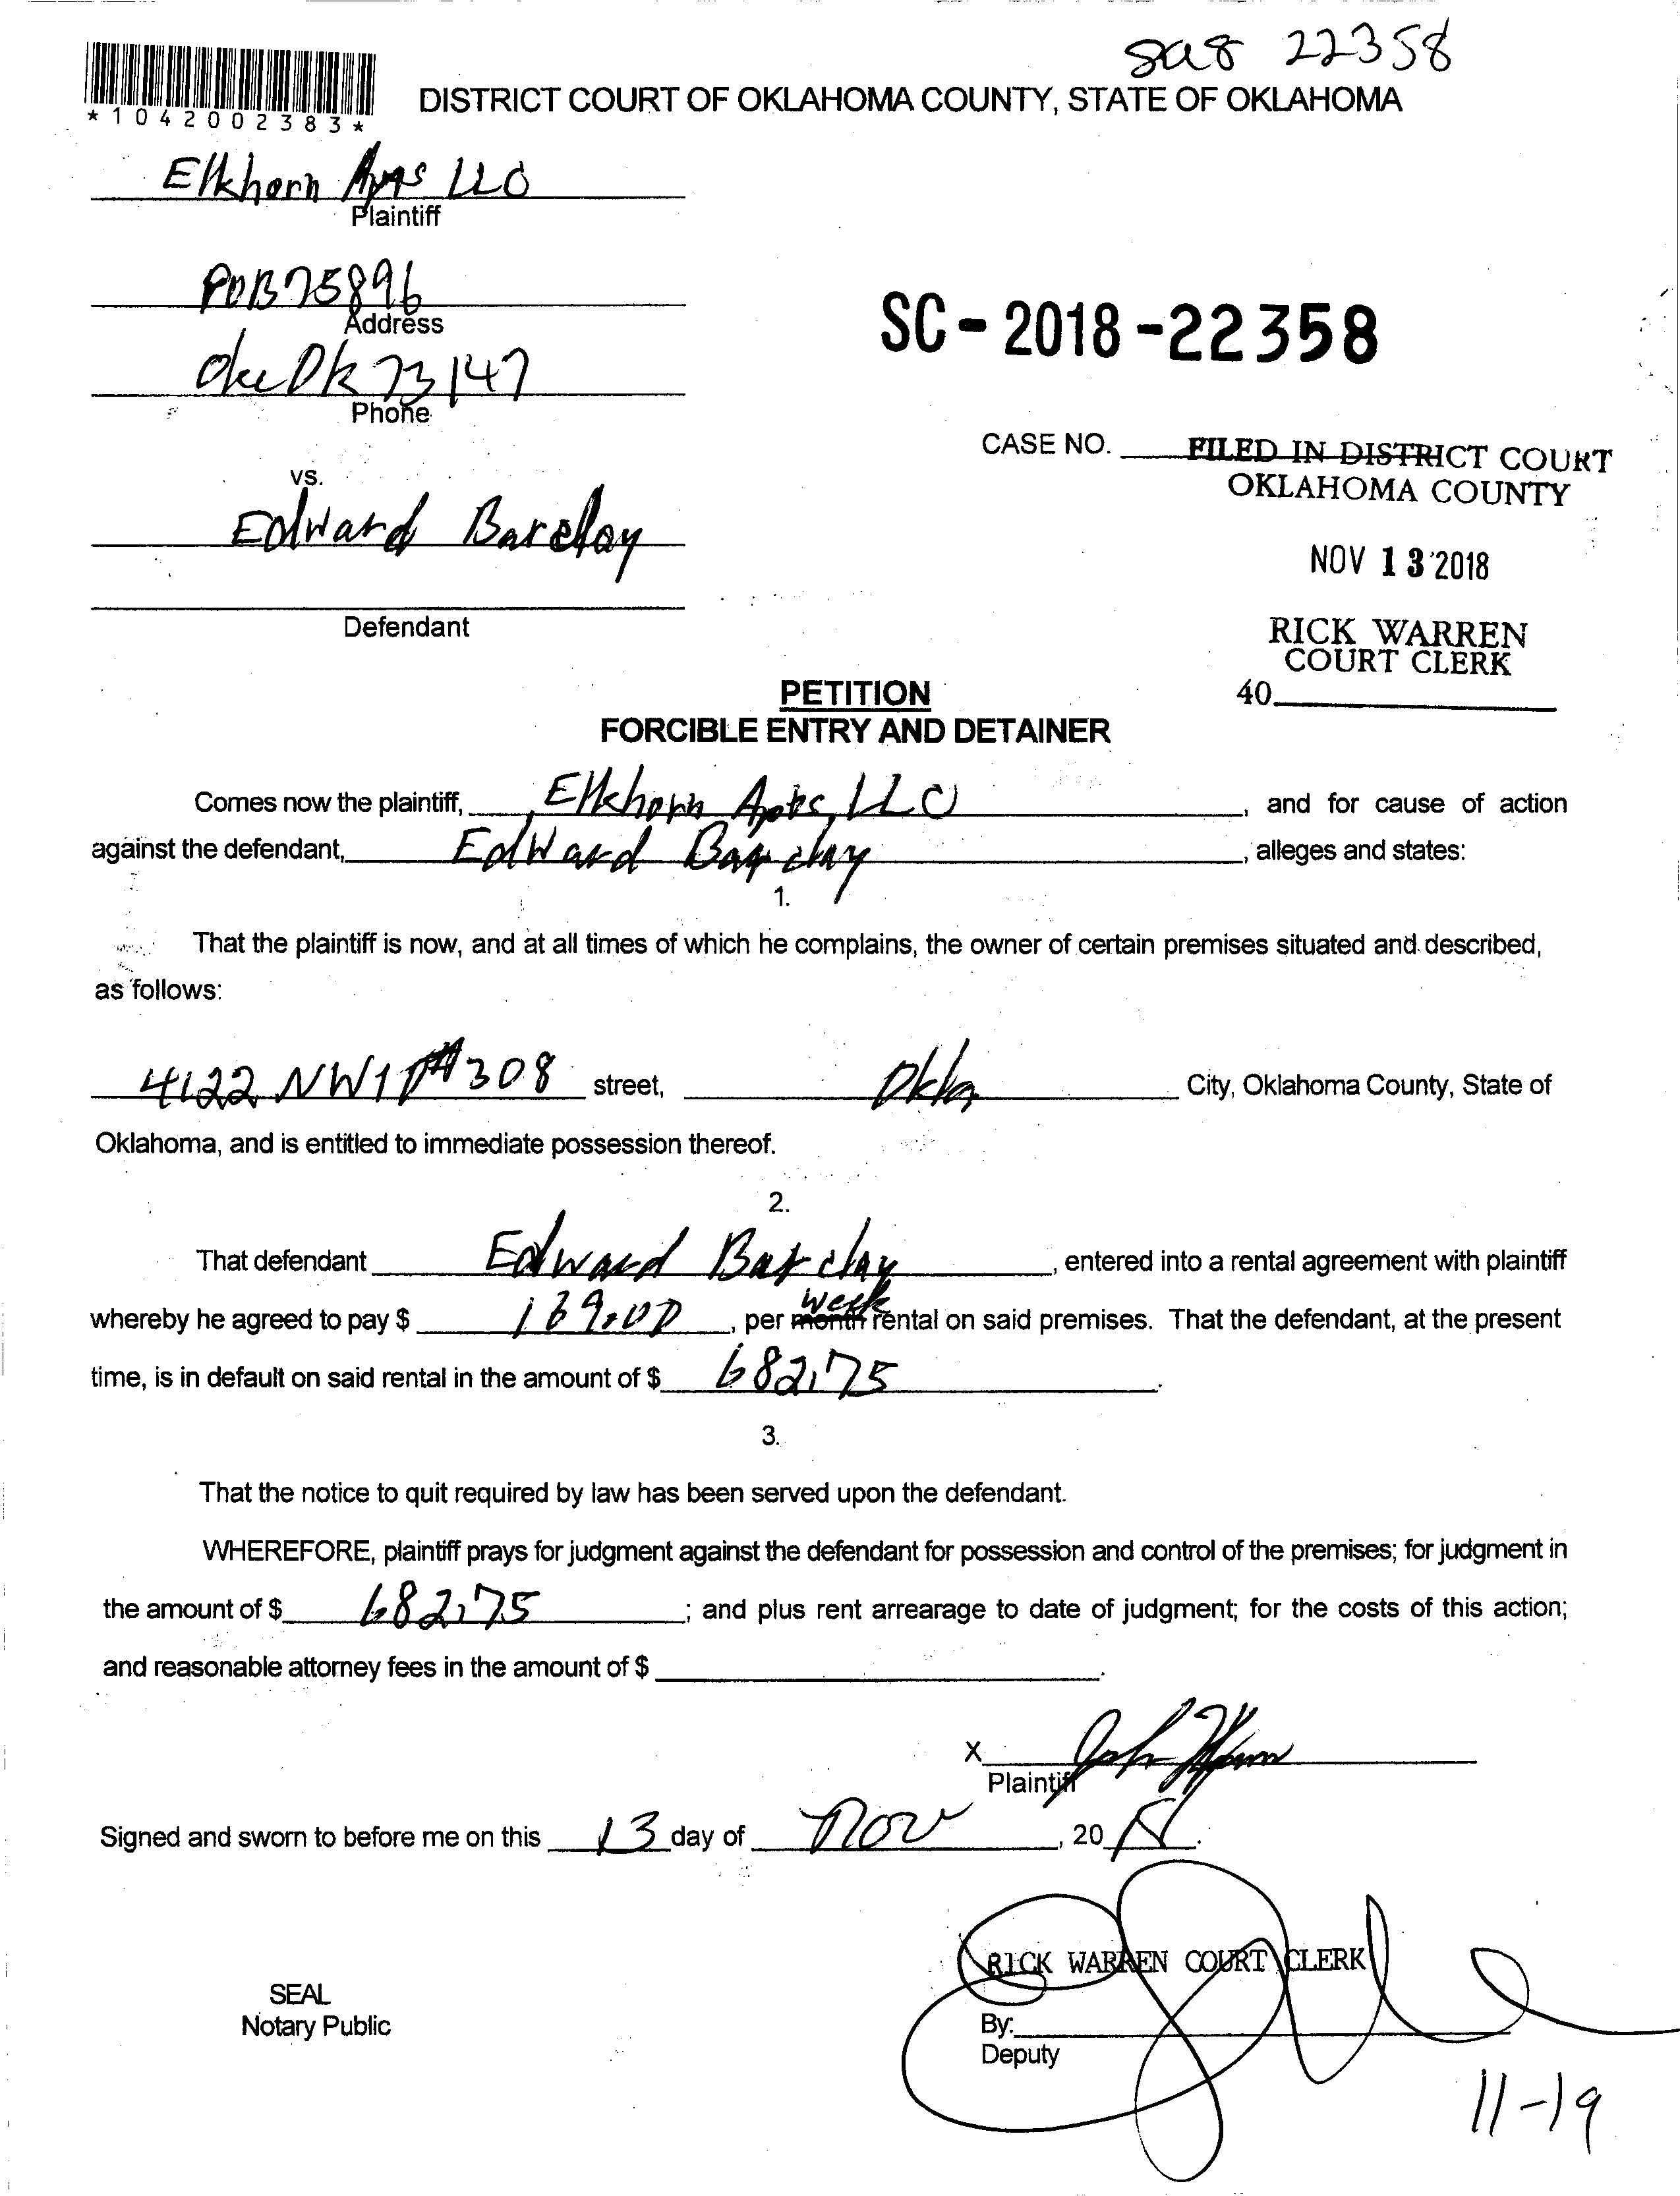 sc18 22358
*1042002383*
DISTRICT COURT OF OKLAHOMA COUNTY, STATE OF OKLAHOMA
Elkhorn Apts LLC
Plaintiff
POB 75896
Address
SC-2018-22358
okc Ok 73147
Phone
CASE NO.
FILED IN DISTRICT COURT
OKLAHOMA COUNTY
vs.
Edward Barclay
NOV 13 2018
Defendant
RICK WARREN
COURT CLERK
40
PETITION
FORCIBLE ENTRY AND DETAINER
Comes now the plaintiff, Elkhorn Apts, LLC, and for cause of action
against the defendant, Edward Barclay, alleges and states:
1.
That the plaintiff is now, and at all times of which he complains, the owner of certain premises situated and described,
as follows:
4122 NW10 #308 street, Okla City, Oklahoma County, State of
Oklahoma, and is entitled to immediate possession thereof.
2.
That defendant Edward Barclay, entered into a rental agreement with plaintiff
week
whereby he agreed to pay $ 169.00, per month rental on said premises. That the defendant, at the present
time, is in default on said rental in the amount of $ 682.75.
3.
That the notice to quit required by law has been served upon the defendant.
WHEREFORE, plaintiff prays for judgment against the defendant for possession and control of the premises; for judgment in
the amount of $ 682.75; and plus rent arrearage to date of judgment; for the costs of this action;
and reasonable attorney fees in the amount of $.
X John
Plaintiff
Signed and sworn to before me on this 13 day of Nov, 2018.
RICK WARREN COURT CLERK
SEAL
Notary Public
By:
Deputy
11-19